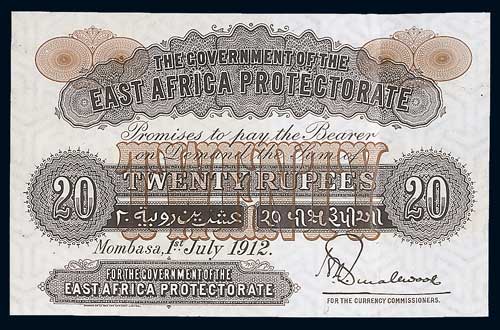 THE GOVERNMENT OF THE
EAST AFRICA PROTECTORATE
Promises to pay the Bearer
on Demand the Sum of
20 TWENTY RUPEES 20
٢٠ عشرين روبية ૨૦ વીશ રૂપીઆ
Mombasa, 1st July 1912.
FOR THE GOVERNMENT OF THE
EAST AFRICA PROTECTORATE
FOR THE CURRENCY COMMISSIONERS.